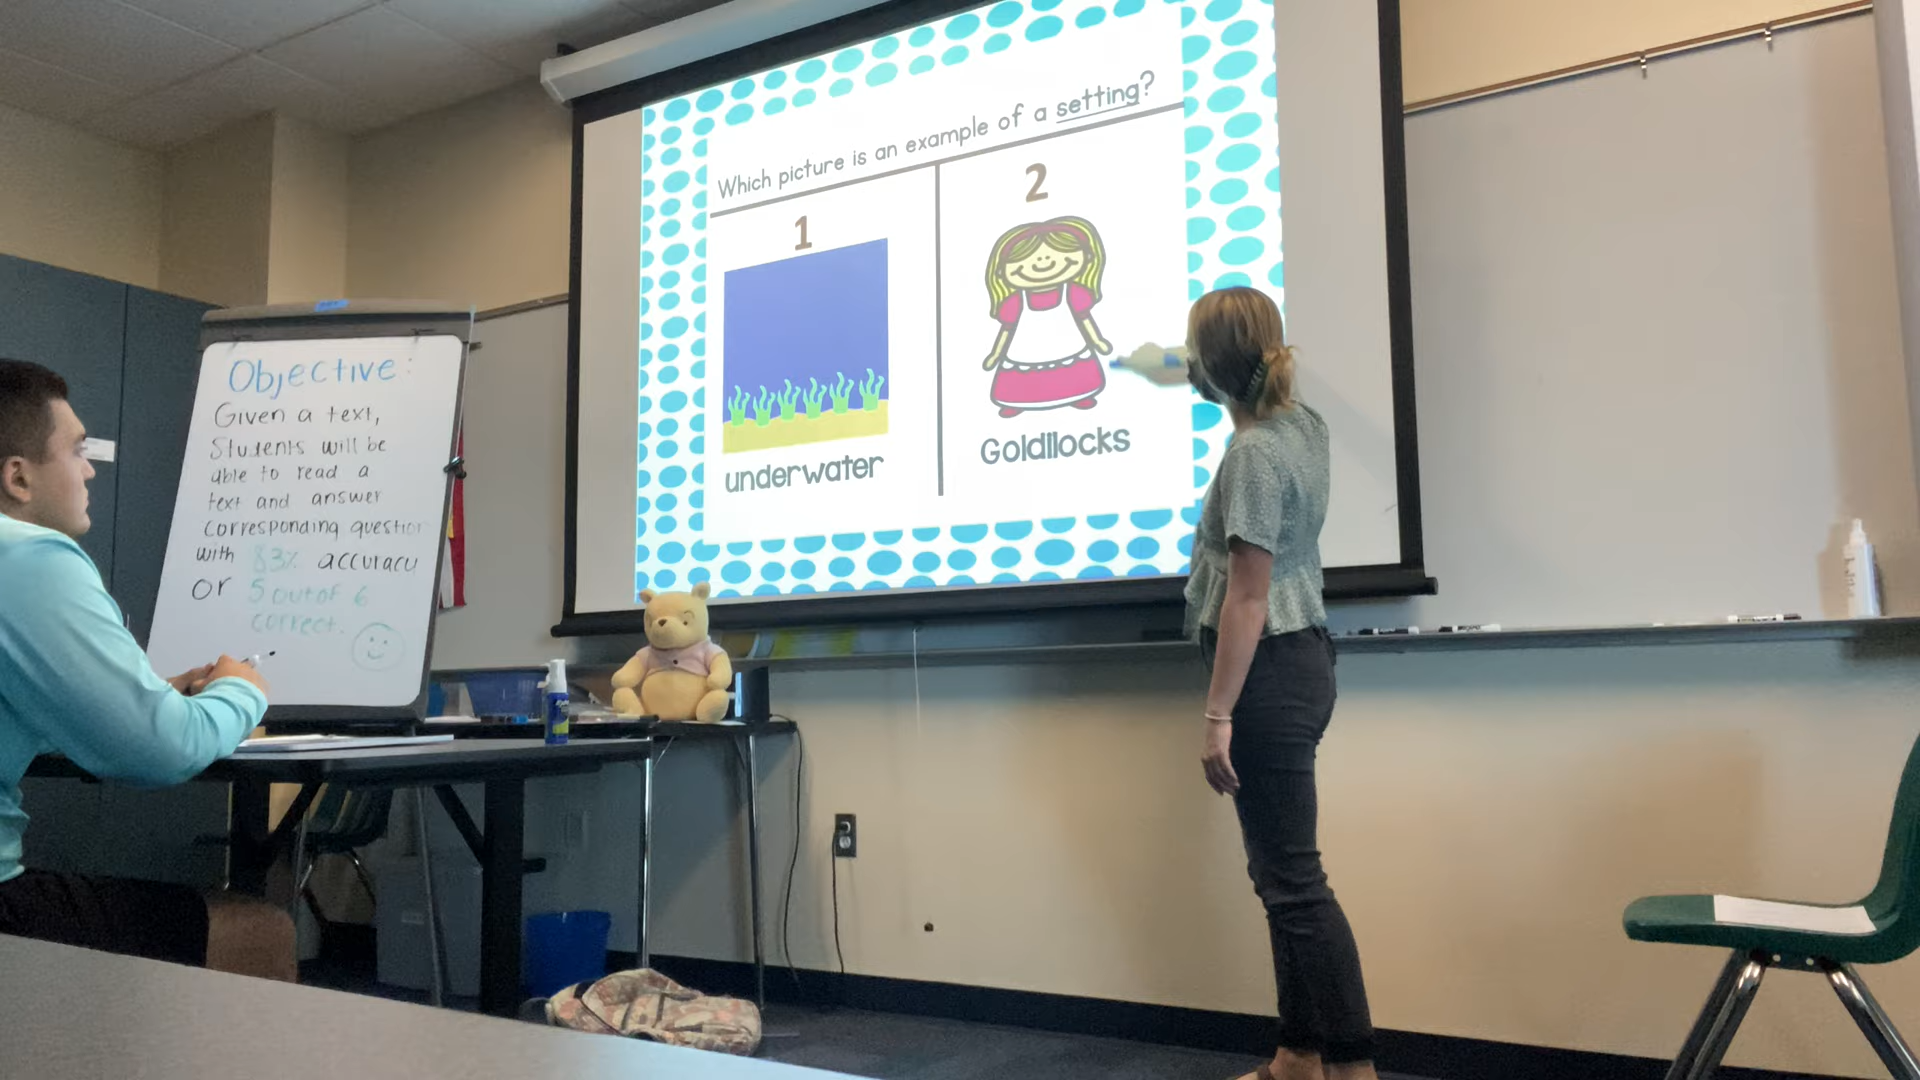 Which picture is an example of a setting?
1
2
underwater
Goldilocks
Objective:
Given a text,
Students will be
able to read a
text and answer
corresponding question
with 83% accuracy
or 5 out of 6
correct.